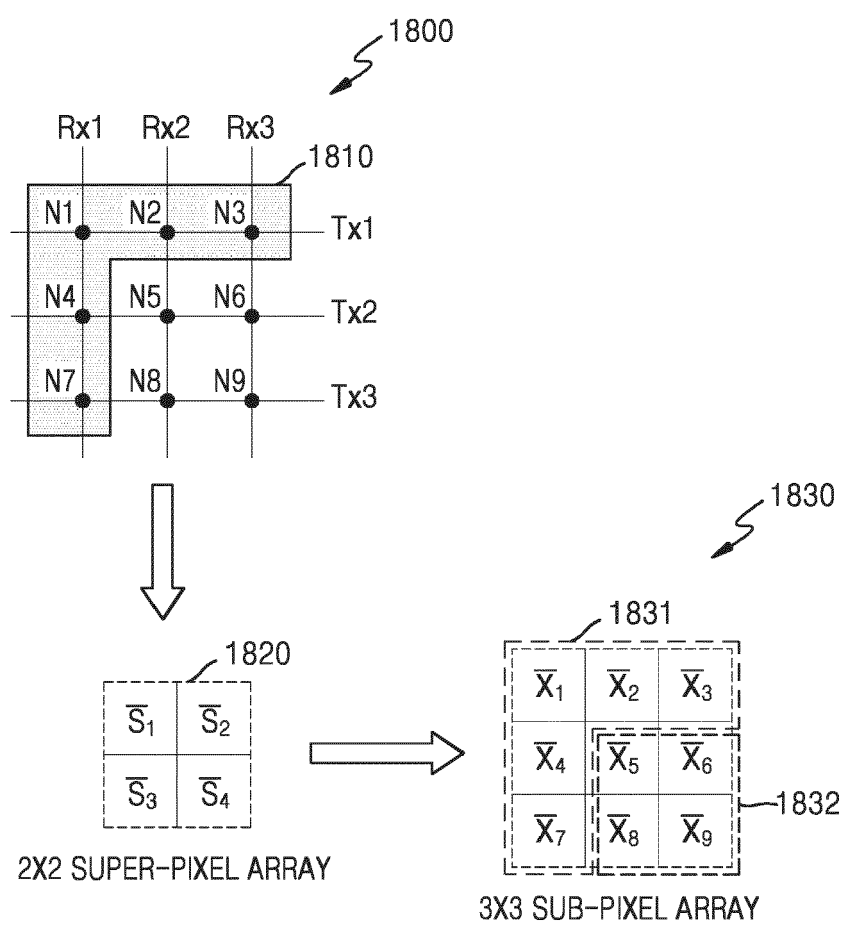 1800
Rx1 Rx2 Rx3
1810
N1 N2 N3 Tx1
N4 N5 N6 Tx2
N7 N8 N9 Tx3
1830
1831
1820
X̅₁ X̅₂ X̅₃
S̅₁ S̅₂
X̅₄ X̅₅ X̅₆
S̅₃ S̅₄
1832
X̅₇ X̅₈ X̅₉
2X2 SUPER-PIXEL ARRAY
3X3 SUB-PIXEL ARRAY